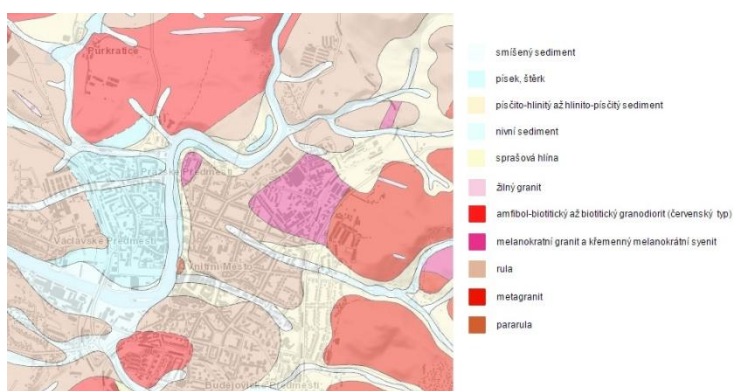 Purkratice
Pražské Předměstí
Václavské Předměstí
Vnitřní Město
Budějovické Předměstí
smíšený sediment
písek, štěrk
písčito-hlinitý až hlinito-písčitý sediment
nivní sediment
sprašová hlína
žilný granit
amfibol-biotitický až biotitický granodiorit (červenský typ)
melanokratní granit a křemenný melanokrátní syenit
rula
metagranit
pararula